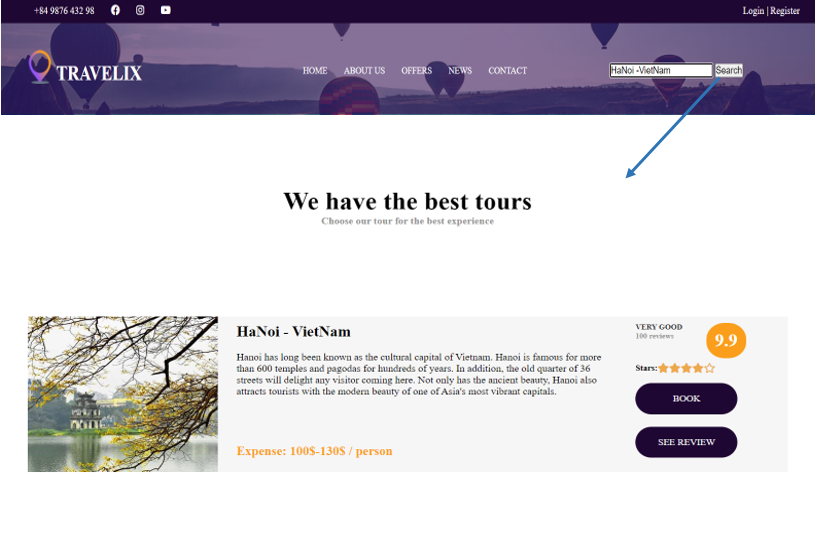 +84 9876 432 98
Login | Register
TRAVELIX
HOME ABOUT US OFFERS NEWS CONTACT
HaNoi -VietNam Search
We have the best tours
Choose our tour for the best experience
HaNoi - VietNam
Hanoi has long been known as the cultural capital of Vietnam. Hanoi is famous for more
than 600 temples and pagodas for hundreds of years. In addition, the old quarter of 36
streets will delight any visitor coming here. Not only has the ancient beauty, Hanoi also
attracts tourists with the modern beauty of one of Asia's most vibrant capitals.
Expense: 100$-130$ / person
VERY GOOD
100 reviews
9.9
Stars:
BOOK
SEE REVIEW